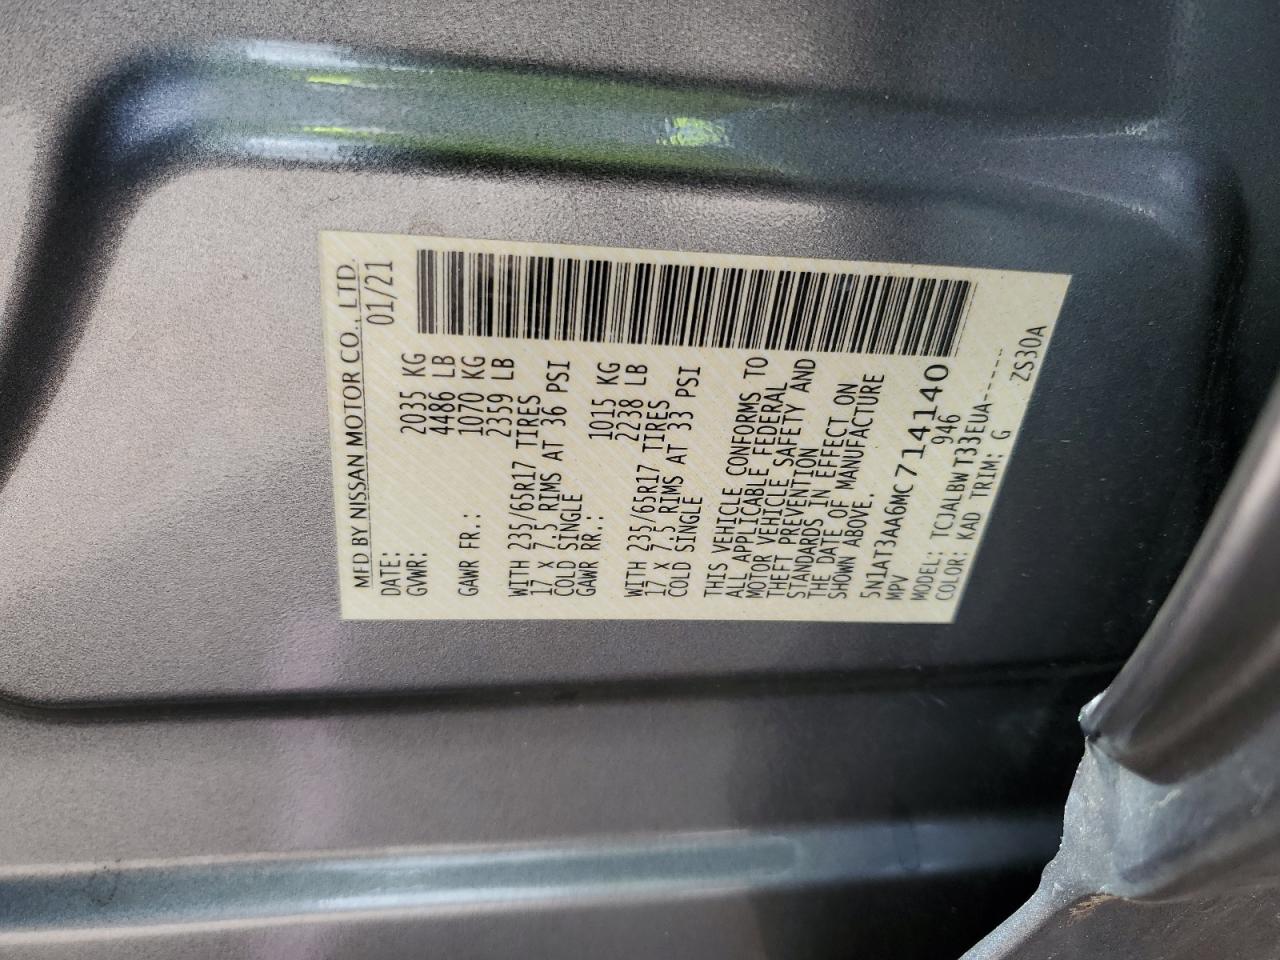 MFD BY NISSAN MOTOR CO., LTD.
DATE: 01/21
GVWR: 2035 KG
4486 LB
GAWR FR.: 1070 KG
2359 LB
WITH 235/65R17 TIRES
17 X 7.5 RIMS AT 36 PSI
COLD SINGLE
GAWR RR.: 1015 KG
2238 LB
WITH 235/65R17 TIRES
17 X 7.5 RIMS AT 33 PSI
COLD SINGLE
THIS VEHICLE CONFORMS TO
ALL APPLICABLE FEDERAL
MOTOR VEHICLE SAFETY AND
THEFT PREVENTION
STANDARDS IN EFFECT ON
THE DATE OF MANUFACTURE
SHOWN ABOVE.
5N1AT3AA6MC714140
MPV 946
MODEL: TCJALBWT33EUA------
COLOR: KAD TRIM: G ZS30A